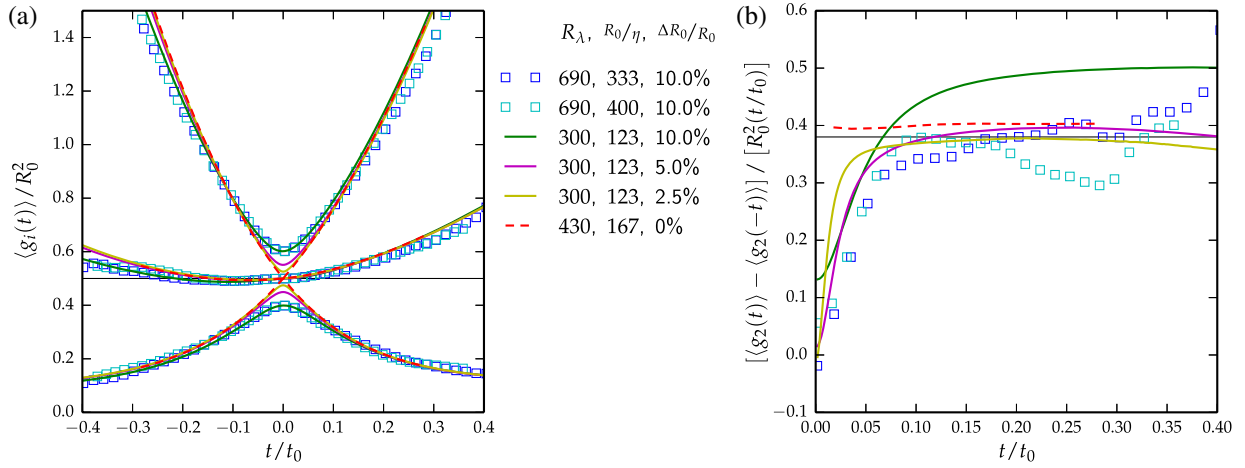 (a)
1.4
1.2
1.0
0.8
0.6
0.4
0.2
0.0
⟨g_i(t)⟩/R_0^2
−0.4 −0.3 −0.2 −0.1 0.0 0.1 0.2 0.3 0.4
t/t_0
R_λ, R_0/η, ΔR_0/R_0
690, 333, 10.0%
690, 400, 10.0%
300, 123, 10.0%
300, 123, 5.0%
300, 123, 2.5%
430, 167, 0%
(b)
0.6
0.5
0.4
0.3
0.2
0.1
0.0
−0.1
[⟨g_2(t)⟩ − ⟨g_2(−t)⟩] / [R_0^2(t/t_0)]
0.00 0.05 0.10 0.15 0.20 0.25 0.30 0.35 0.40
t/t_0